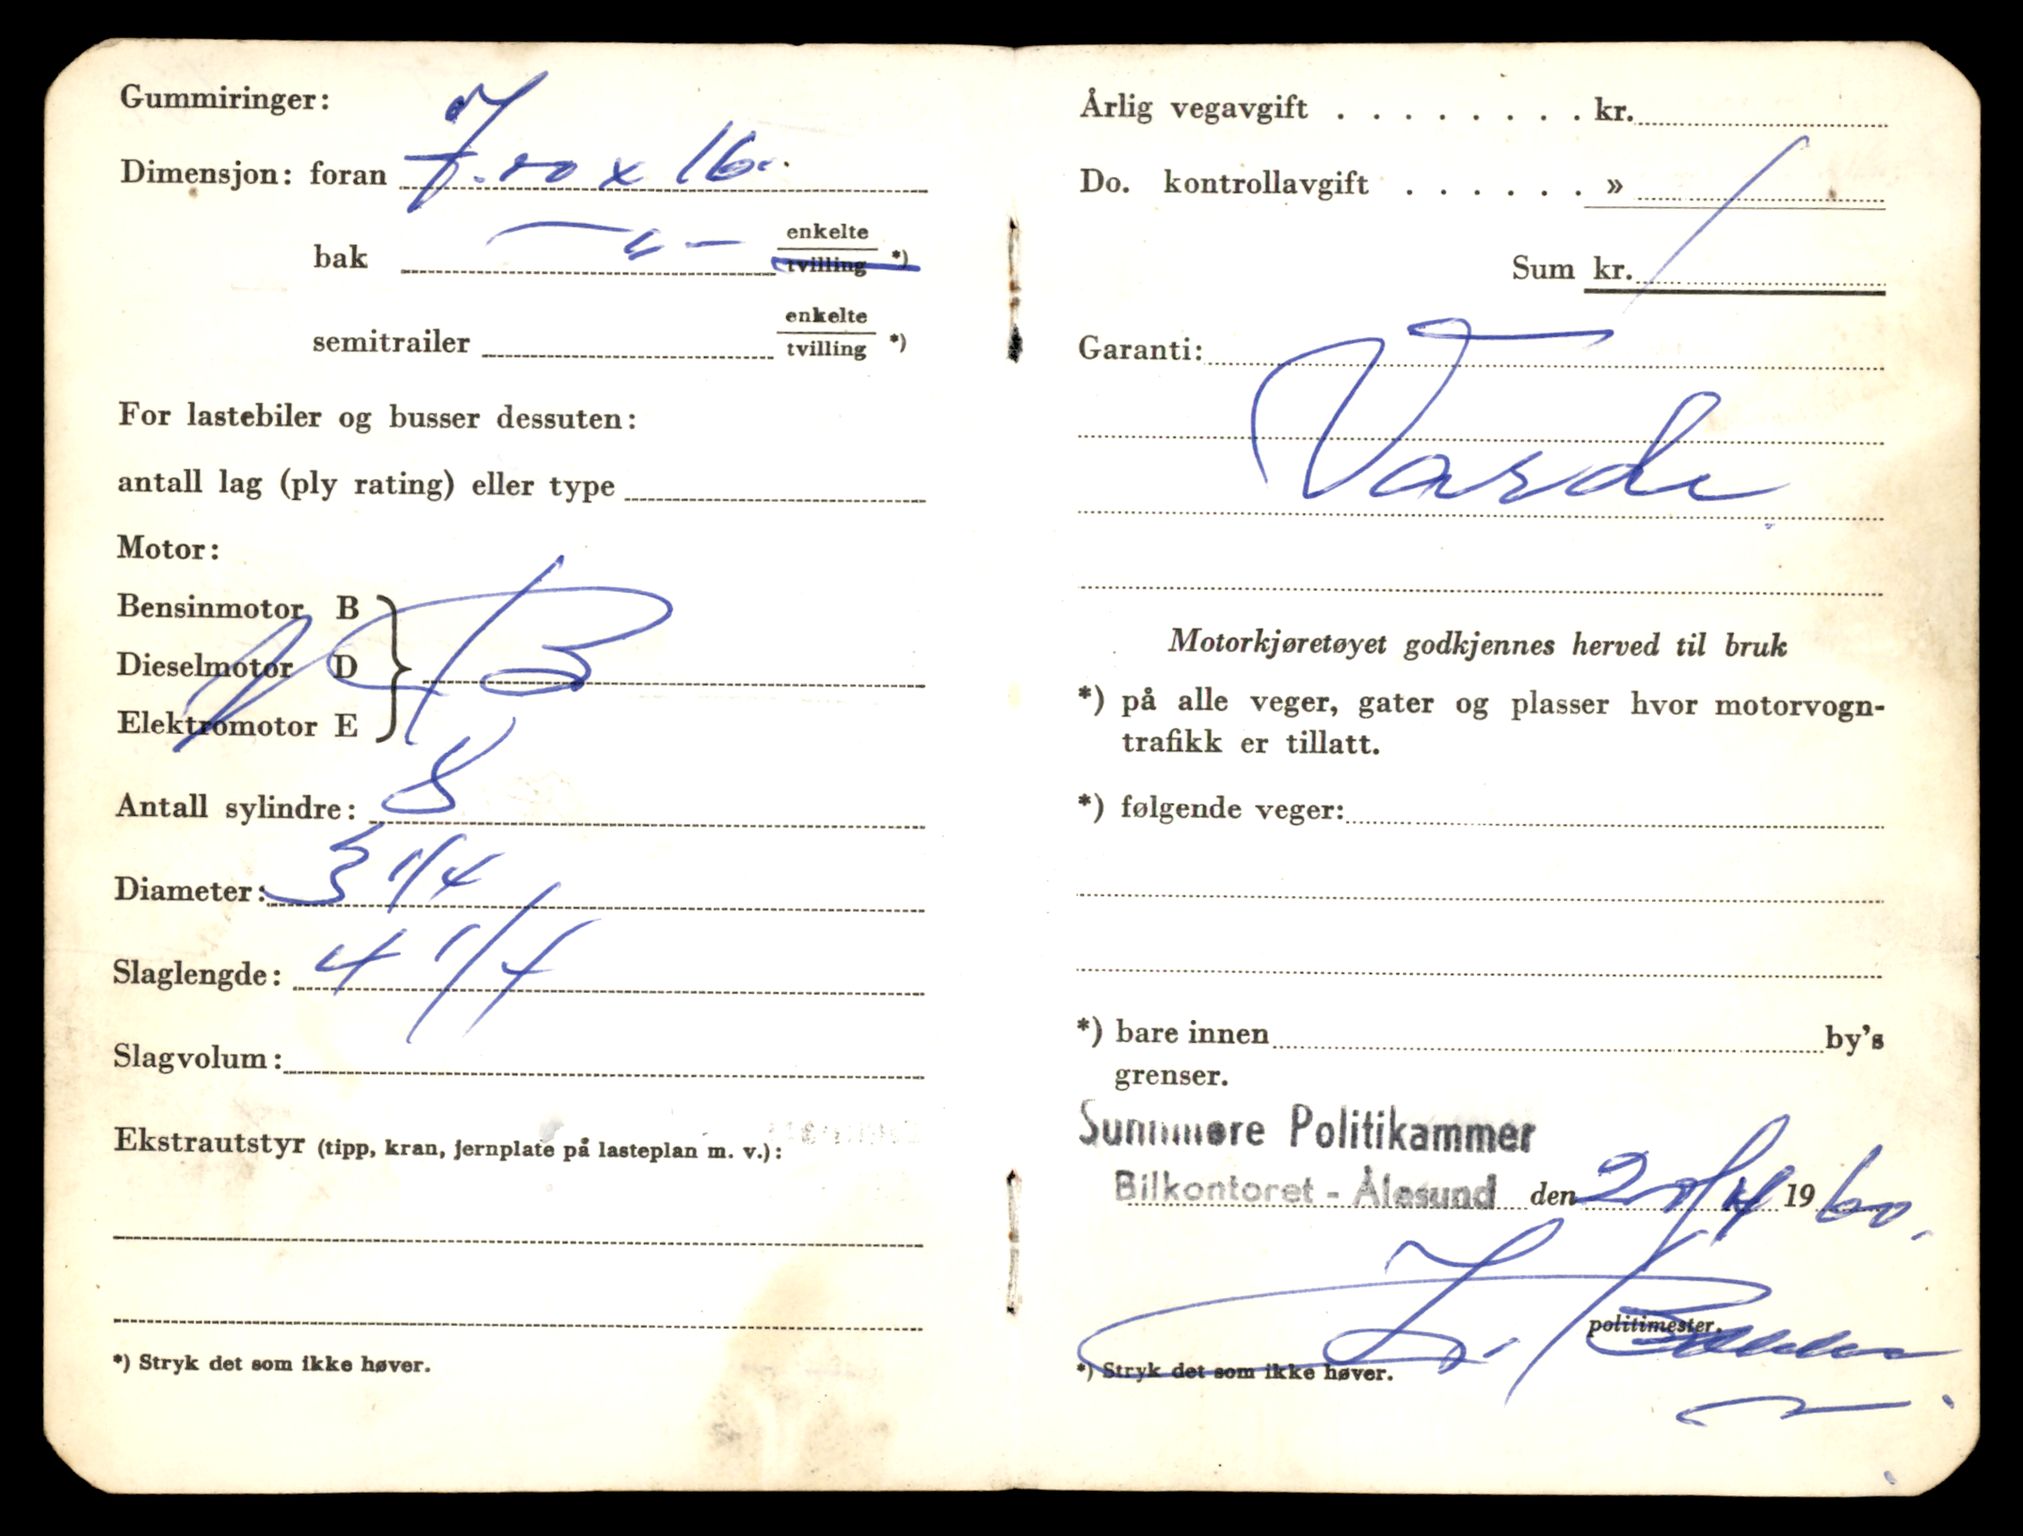 Gummiringer:
Dimensjon: foran 7.00 x 16.
bak — " — enkelte
tvilling *)
semitrailer enkelte
tvilling *)
For lastebiler og busser dessuten:
antall lag (ply rating) eller type
Motor:
Bensinmotor B
Dieselmotor D
Elektromotor E
B
Antall sylindre: 8
Diameter: 3 1/4
Slaglengde: 4 1/4
Slagvolum:
Ekstrautstyr (tipp, kran, jernplate på lasteplan m. v.):
*) Stryk det som ikke høver.
Årlig vegavgift . . . . . . . . kr.
Do. kontrollavgift . . . . . . »
Sum kr.
Garanti:
Varde
Motorkjøretøyet godkjennes herved til bruk
*) på alle veger, gater og plasser hvor motorvogn-
trafikk er tillatt.
*) følgende veger:
*) bare innen by's
grenser.
Sunnmøre Politikammer
Bilkontoret - Ålesund den 1960.
politimester.
*) Stryk det som ikke høver.